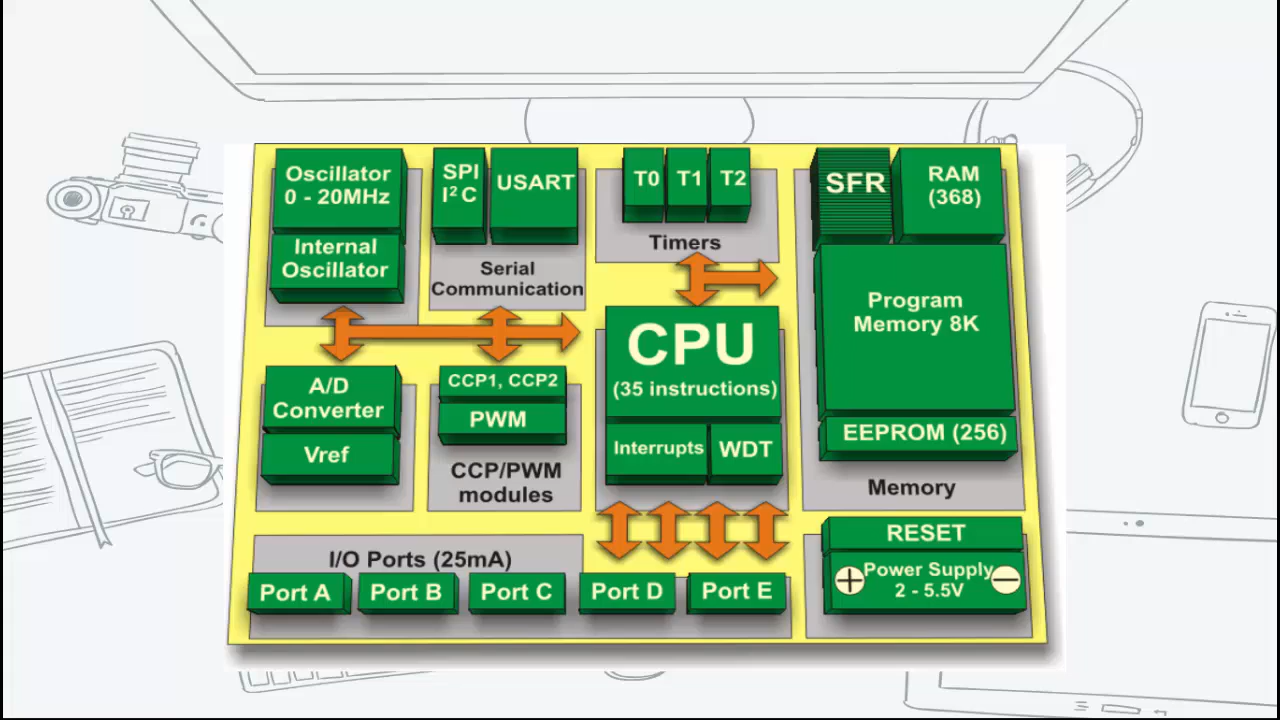 Oscillator
0 - 20MHz
Internal
Oscillator
SPI
I²C
USART
Serial
Communication
T0
T1
T2
Timers
SFR
RAM
(368)
Program
Memory 8K
EEPROM (256)
Memory
CPU
(35 instructions)
Interrupts
WDT
A/D
Converter
Vref
CCP1, CCP2
PWM
CCP/PWM
modules
I/O Ports (25mA)
Port A
Port B
Port C
Port D
Port E
RESET
+
Power Supply
2 - 5.5V
−